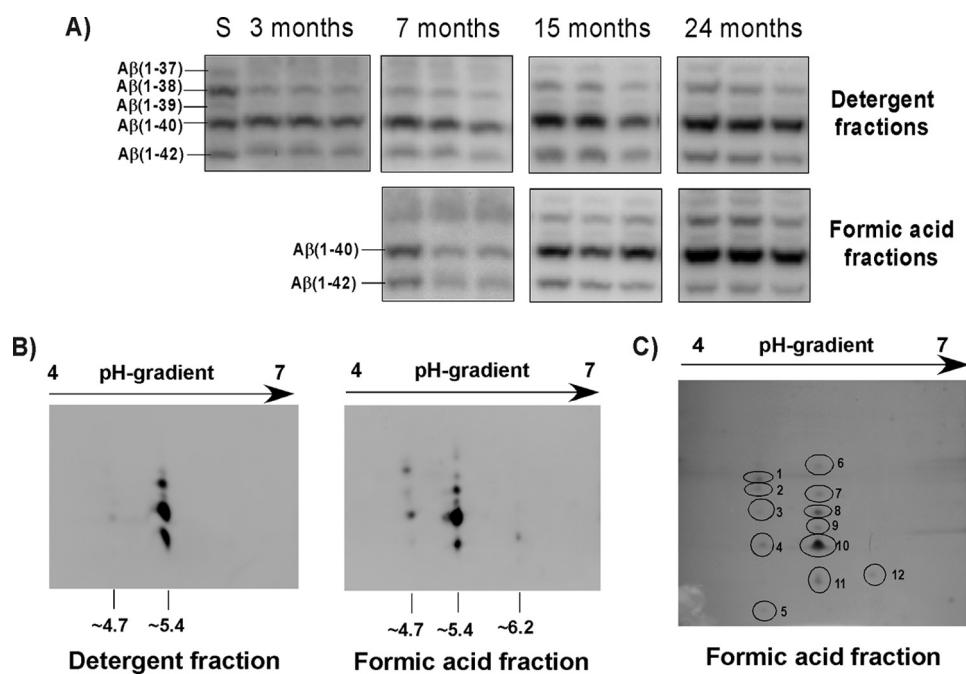 A)
S 3 months 7 months 15 months 24 months
Aβ(1-37)
Aβ(1-38)
Aβ(1-39)
Aβ(1-40)
Aβ(1-42)
Detergent
fractions
Aβ(1-40)
Aβ(1-42)
Formic acid
fractions
B)
4 pH-gradient 7
4 pH-gradient 7
~4.7 ~5.4
~4.7 ~5.4 ~6.2
Detergent fraction
Formic acid fraction
C)
4 pH-gradient 7
1
2
3
4
5
6
7
8
9
10
11
12
Formic acid fraction